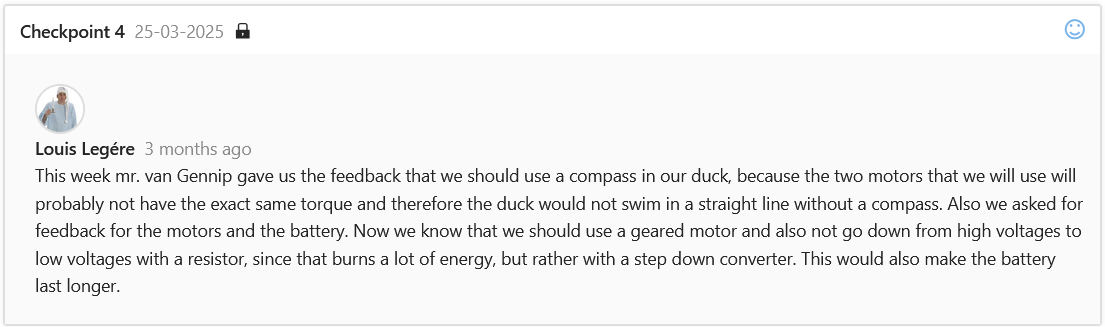 Checkpoint 4 25-03-2025
Louis Legére 3 months ago
This week mr. van Gennip gave us the feedback that we should use a compass in our duck, because the two motors that we will use will
probably not have the exact same torque and therefore the duck would not swim in a straight line without a compass. Also we asked for
feedback for the motors and the battery. Now we know that we should use a geared motor and also not go down from high voltages to
low voltages with a resistor, since that burns a lot of energy, but rather with a step down converter. This would also make the battery
last longer.